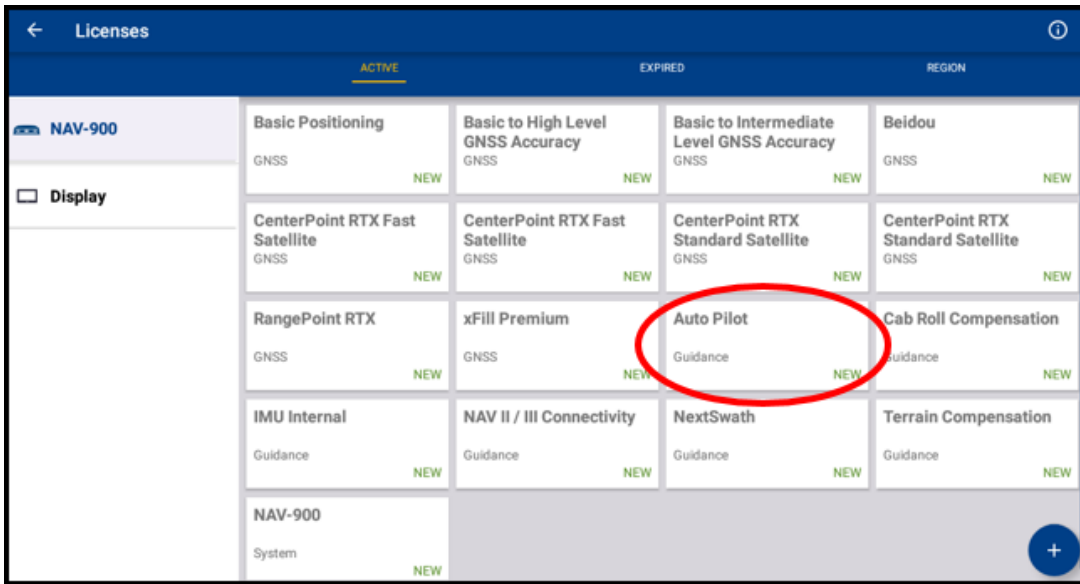 Licenses
ACTIVE
EXPIRED
REGION
NAV-900
Display
Basic Positioning
GNSS
NEW
Basic to High Level
GNSS Accuracy
GNSS
NEW
Basic to Intermediate
Level GNSS Accuracy
GNSS
NEW
Beidou
GNSS
NEW
CenterPoint RTX Fast
Satellite
GNSS
NEW
CenterPoint RTX Fast
Satellite
GNSS
NEW
CenterPoint RTX
Standard Satellite
GNSS
NEW
CenterPoint RTX
Standard Satellite
GNSS
NEW
RangePoint RTX
GNSS
NEW
xFill Premium
GNSS
NEW
Auto Pilot
Guidance
NEW
Cab Roll Compensation
Guidance
NEW
IMU Internal
Guidance
NEW
NAV II / III Connectivity
Guidance
NEW
NextSwath
Guidance
NEW
Terrain Compensation
Guidance
NEW
NAV-900
System
NEW
+